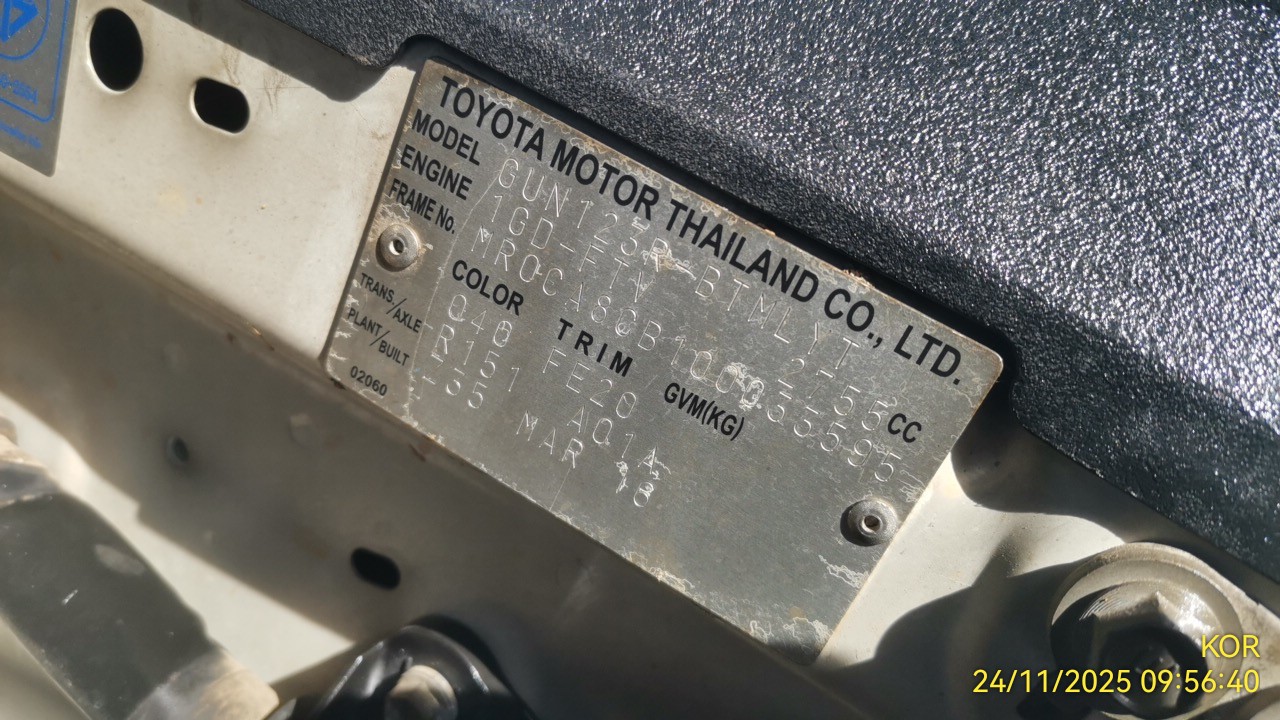 TOYOTA MOTOR THAILAND CO., LTD.
MODEL GUN123R-BTMLYT
ENGINE 1GD-FTV 2755 CC
FRAME No.
COLOR TRIM GVM(KG)
040 FE20
TRANS./AXLE R151 A01A
PLANT/BUILT -35 MAR '18
02060
KOR
24/11/2025 09:56:40